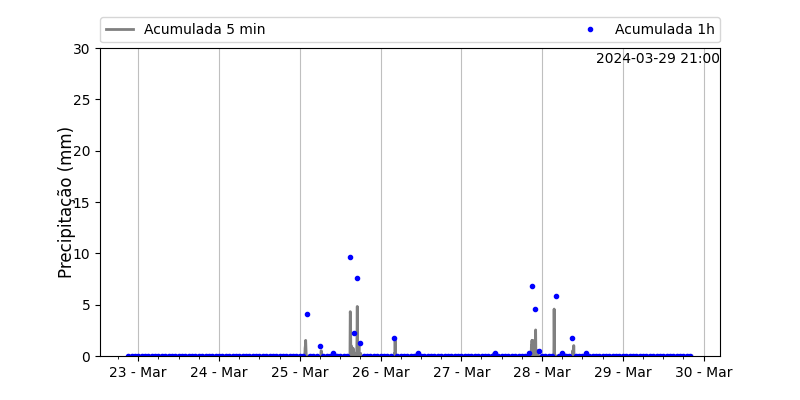 Acumulada 5 min
Acumulada 1h
2024-03-29 21:00
Precipitação (mm)
30
25
20
15
10
5
0
23 - Mar
24 - Mar
25 - Mar
26 - Mar
27 - Mar
28 - Mar
29 - Mar
30 - Mar